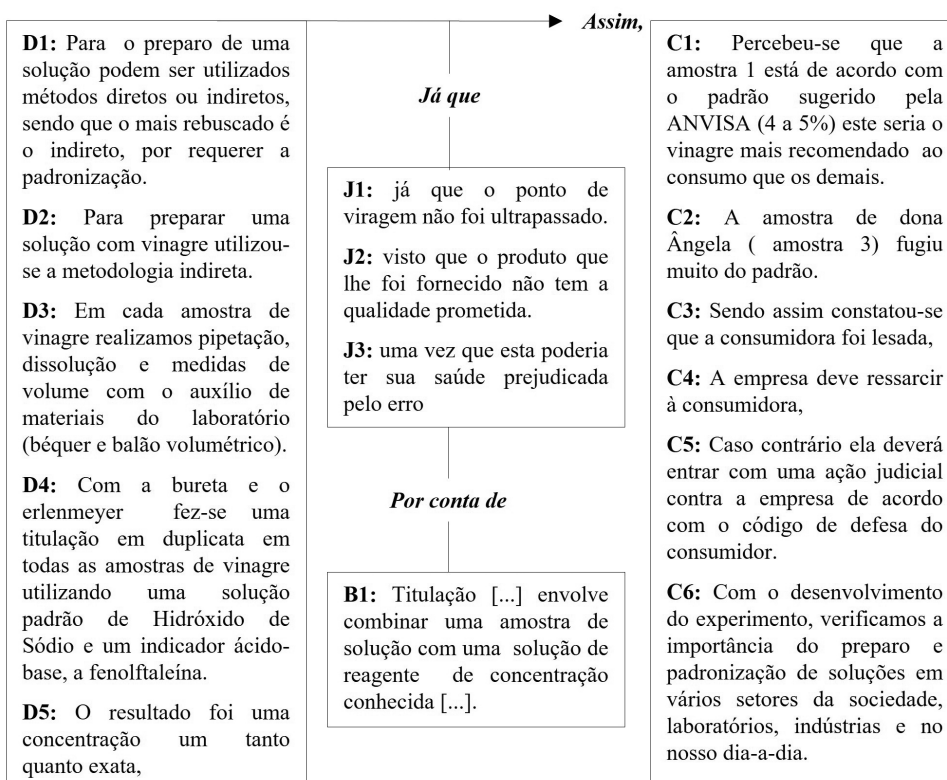 D1: Para o preparo de uma
solução podem ser utilizados
métodos diretos ou indiretos,
sendo que o mais rebuscado é
o indireto, por requerer a
padronização.
D2: Para preparar uma
solução com vinagre utilizou-
se a metodologia indireta.
D3: Em cada amostra de
vinagre realizamos pipetação,
dissolução e medidas de
volume com o auxílio de
materiais do laboratório
(béquer e balão volumétrico).
D4: Com a bureta e o
erlenmeyer fez-se uma
titulação em duplicata em
todas as amostras de vinagre
utilizando uma solução
padrão de Hidróxido de
Sódio e um indicador ácido-
base, a fenolftaleína.
D5: O resultado foi uma
concentração um tanto
quanto exata,
Já que
J1: já que o ponto de
viragem não foi ultrapassado.
J2: visto que o produto que
lhe foi fornecido não tem a
qualidade prometida.
J3: uma vez que esta poderia
ter sua saúde prejudicada
pelo erro
Por conta de
B1: Titulação [...] envolve
combinar uma amostra de
solução com uma solução de
reagente de concentração
conhecida [...].
Assim,
C1: Percebeu-se que a
amostra 1 está de acordo com
o padrão sugerido pela
ANVISA (4 a 5%) este seria o
vinagre mais recomendado ao
consumo que os demais.
C2: A amostra de dona
Ângela ( amostra 3) fugiu
muito do padrão.
C3: Sendo assim constatou-se
que a consumidora foi lesada,
C4: A empresa deve ressarcir
à consumidora,
C5: Caso contrário ela deverá
entrar com uma ação judicial
contra a empresa de acordo
com o código de defesa do
consumidor.
C6: Com o desenvolvimento
do experimento, verificamos a
importância do preparo e
padronização de soluções em
vários setores da sociedade,
laboratórios, indústrias e no
nosso dia-a-dia.